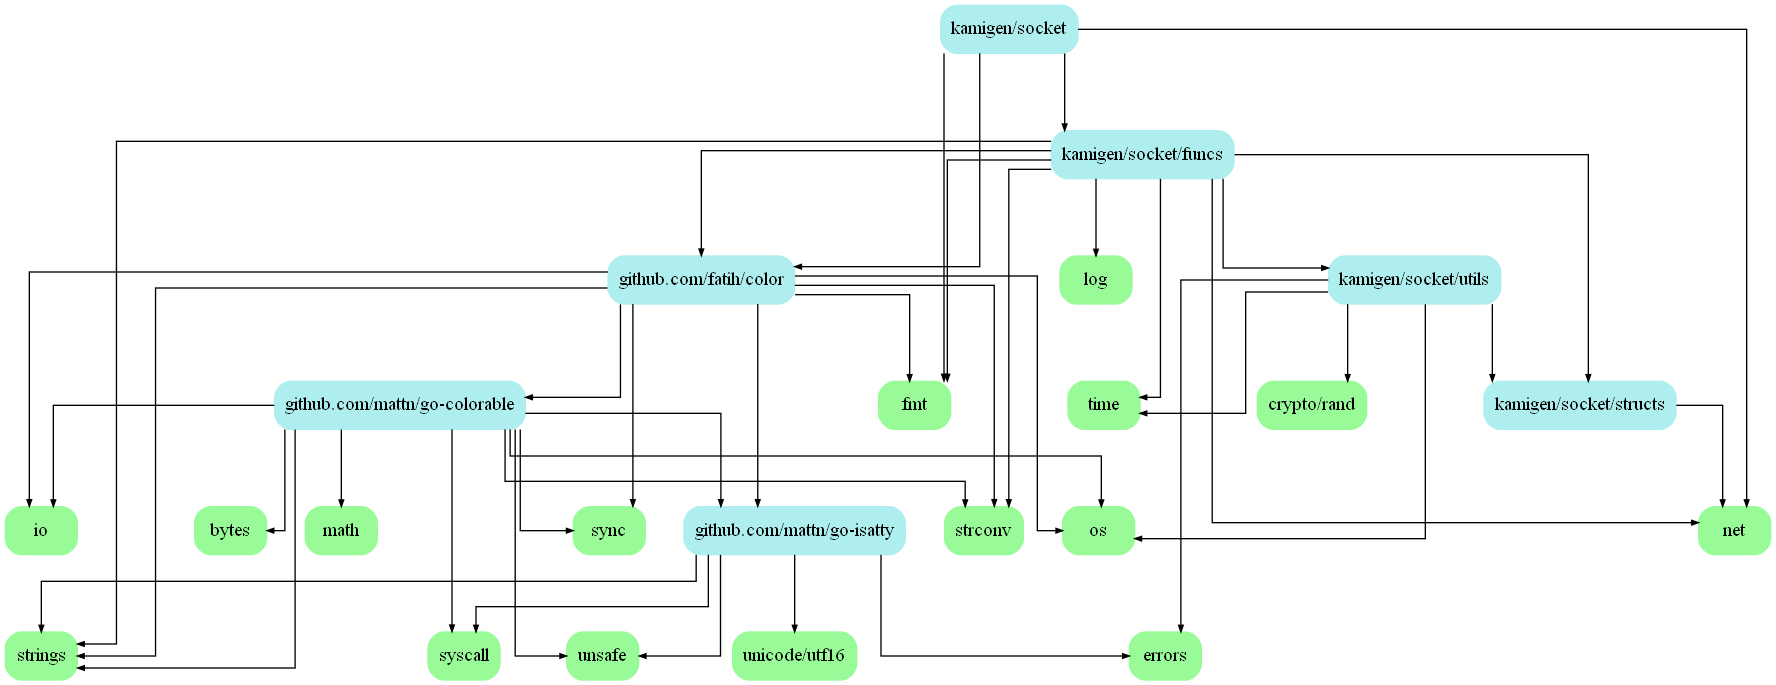 kamigen/socket
kamigen/socket/funcs
github.com/fatih/color
log
kamigen/socket/utils
github.com/mattn/go-colorable
fmt
time
crypto/rand
kamigen/socket/structs
io
bytes
math
sync
github.com/mattn/go-isatty
strconv
os
net
strings
syscall
unsafe
unicode/utf16
errors